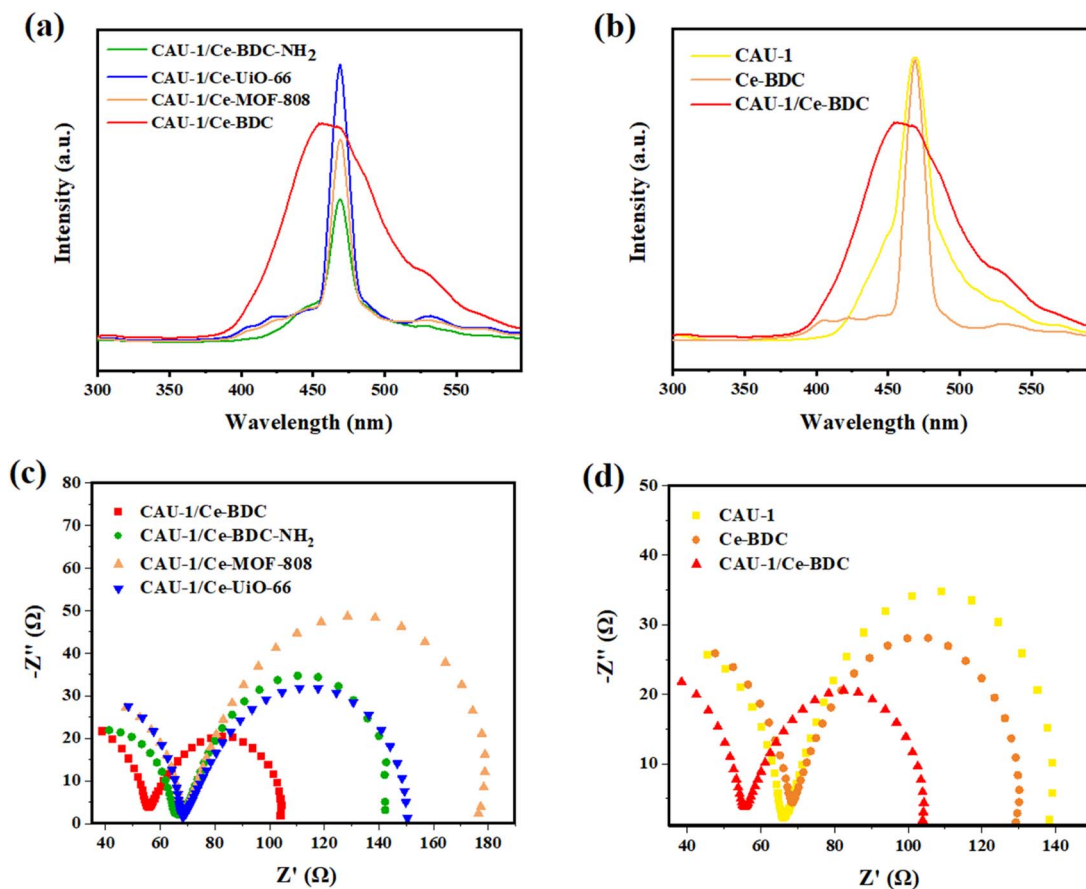 (a)
CAU-1/Ce-BDC-NH2
CAU-1/Ce-UiO-66
CAU-1/Ce-MOF-808
CAU-1/Ce-BDC
Intensity (a.u.)
300 350 400 450 500 550
Wavelength (nm)
(b)
CAU-1
Ce-BDC
CAU-1/Ce-BDC
Intensity (a.u.)
300 350 400 450 500 550
Wavelength (nm)
(c)
CAU-1/Ce-BDC
CAU-1/Ce-BDC-NH2
CAU-1/Ce-MOF-808
CAU-1/Ce-UiO-66
-Z'' (Ω)
80
70
60
50
40
30
20
10
0
40 60 80 100 120 140 160 180
Z' (Ω)
(d)
CAU-1
Ce-BDC
CAU-1/Ce-BDC
-Z'' (Ω)
50
40
30
20
10
40 60 80 100 120 140
Z' (Ω)